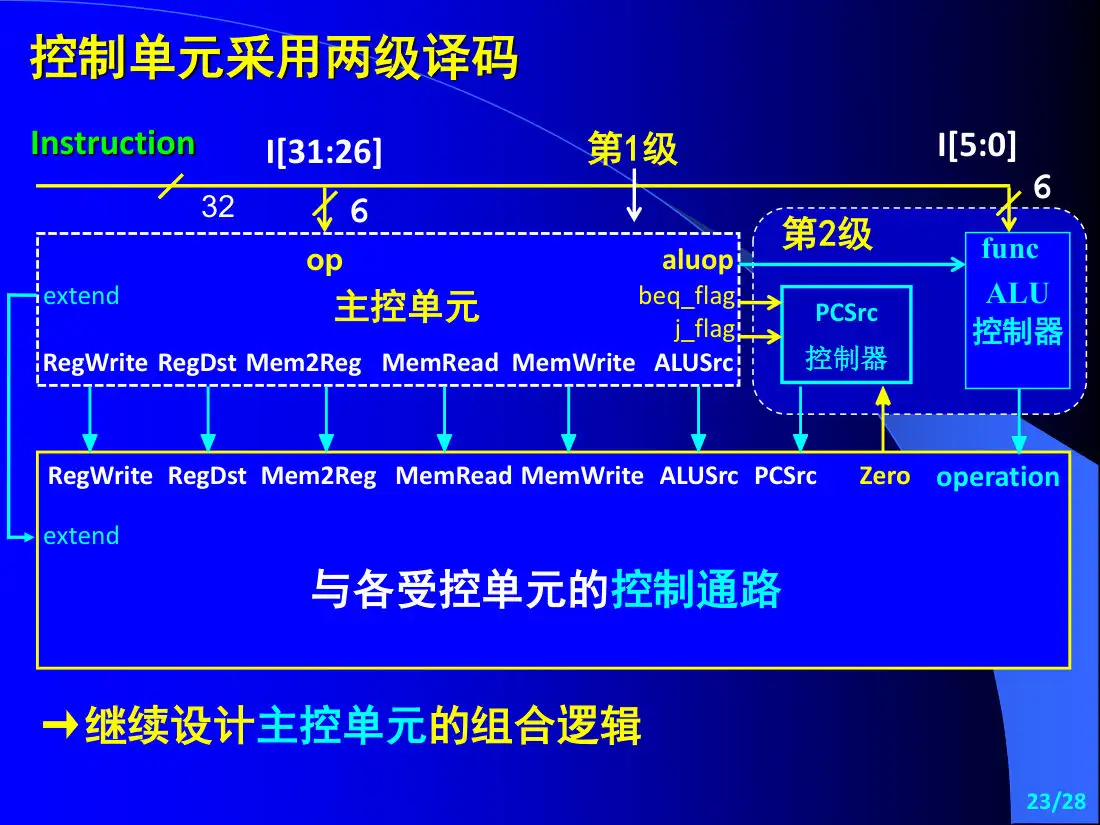 控制单元采用两级译码
Instruction
I[31:26]
第1级
I[5:0]
32
6
6
第2级
op
aluop
func
extend
主控单元
beq_flag
PCSrc
ALU
j_flag
控制器
控制器
RegWrite RegDst Mem2Reg MemRead MemWrite ALUSrc
RegWrite RegDst Mem2Reg MemRead MemWrite ALUSrc PCSrc Zero operation
extend
与各受控单元的控制通路
→继续设计主控单元的组合逻辑
23/28